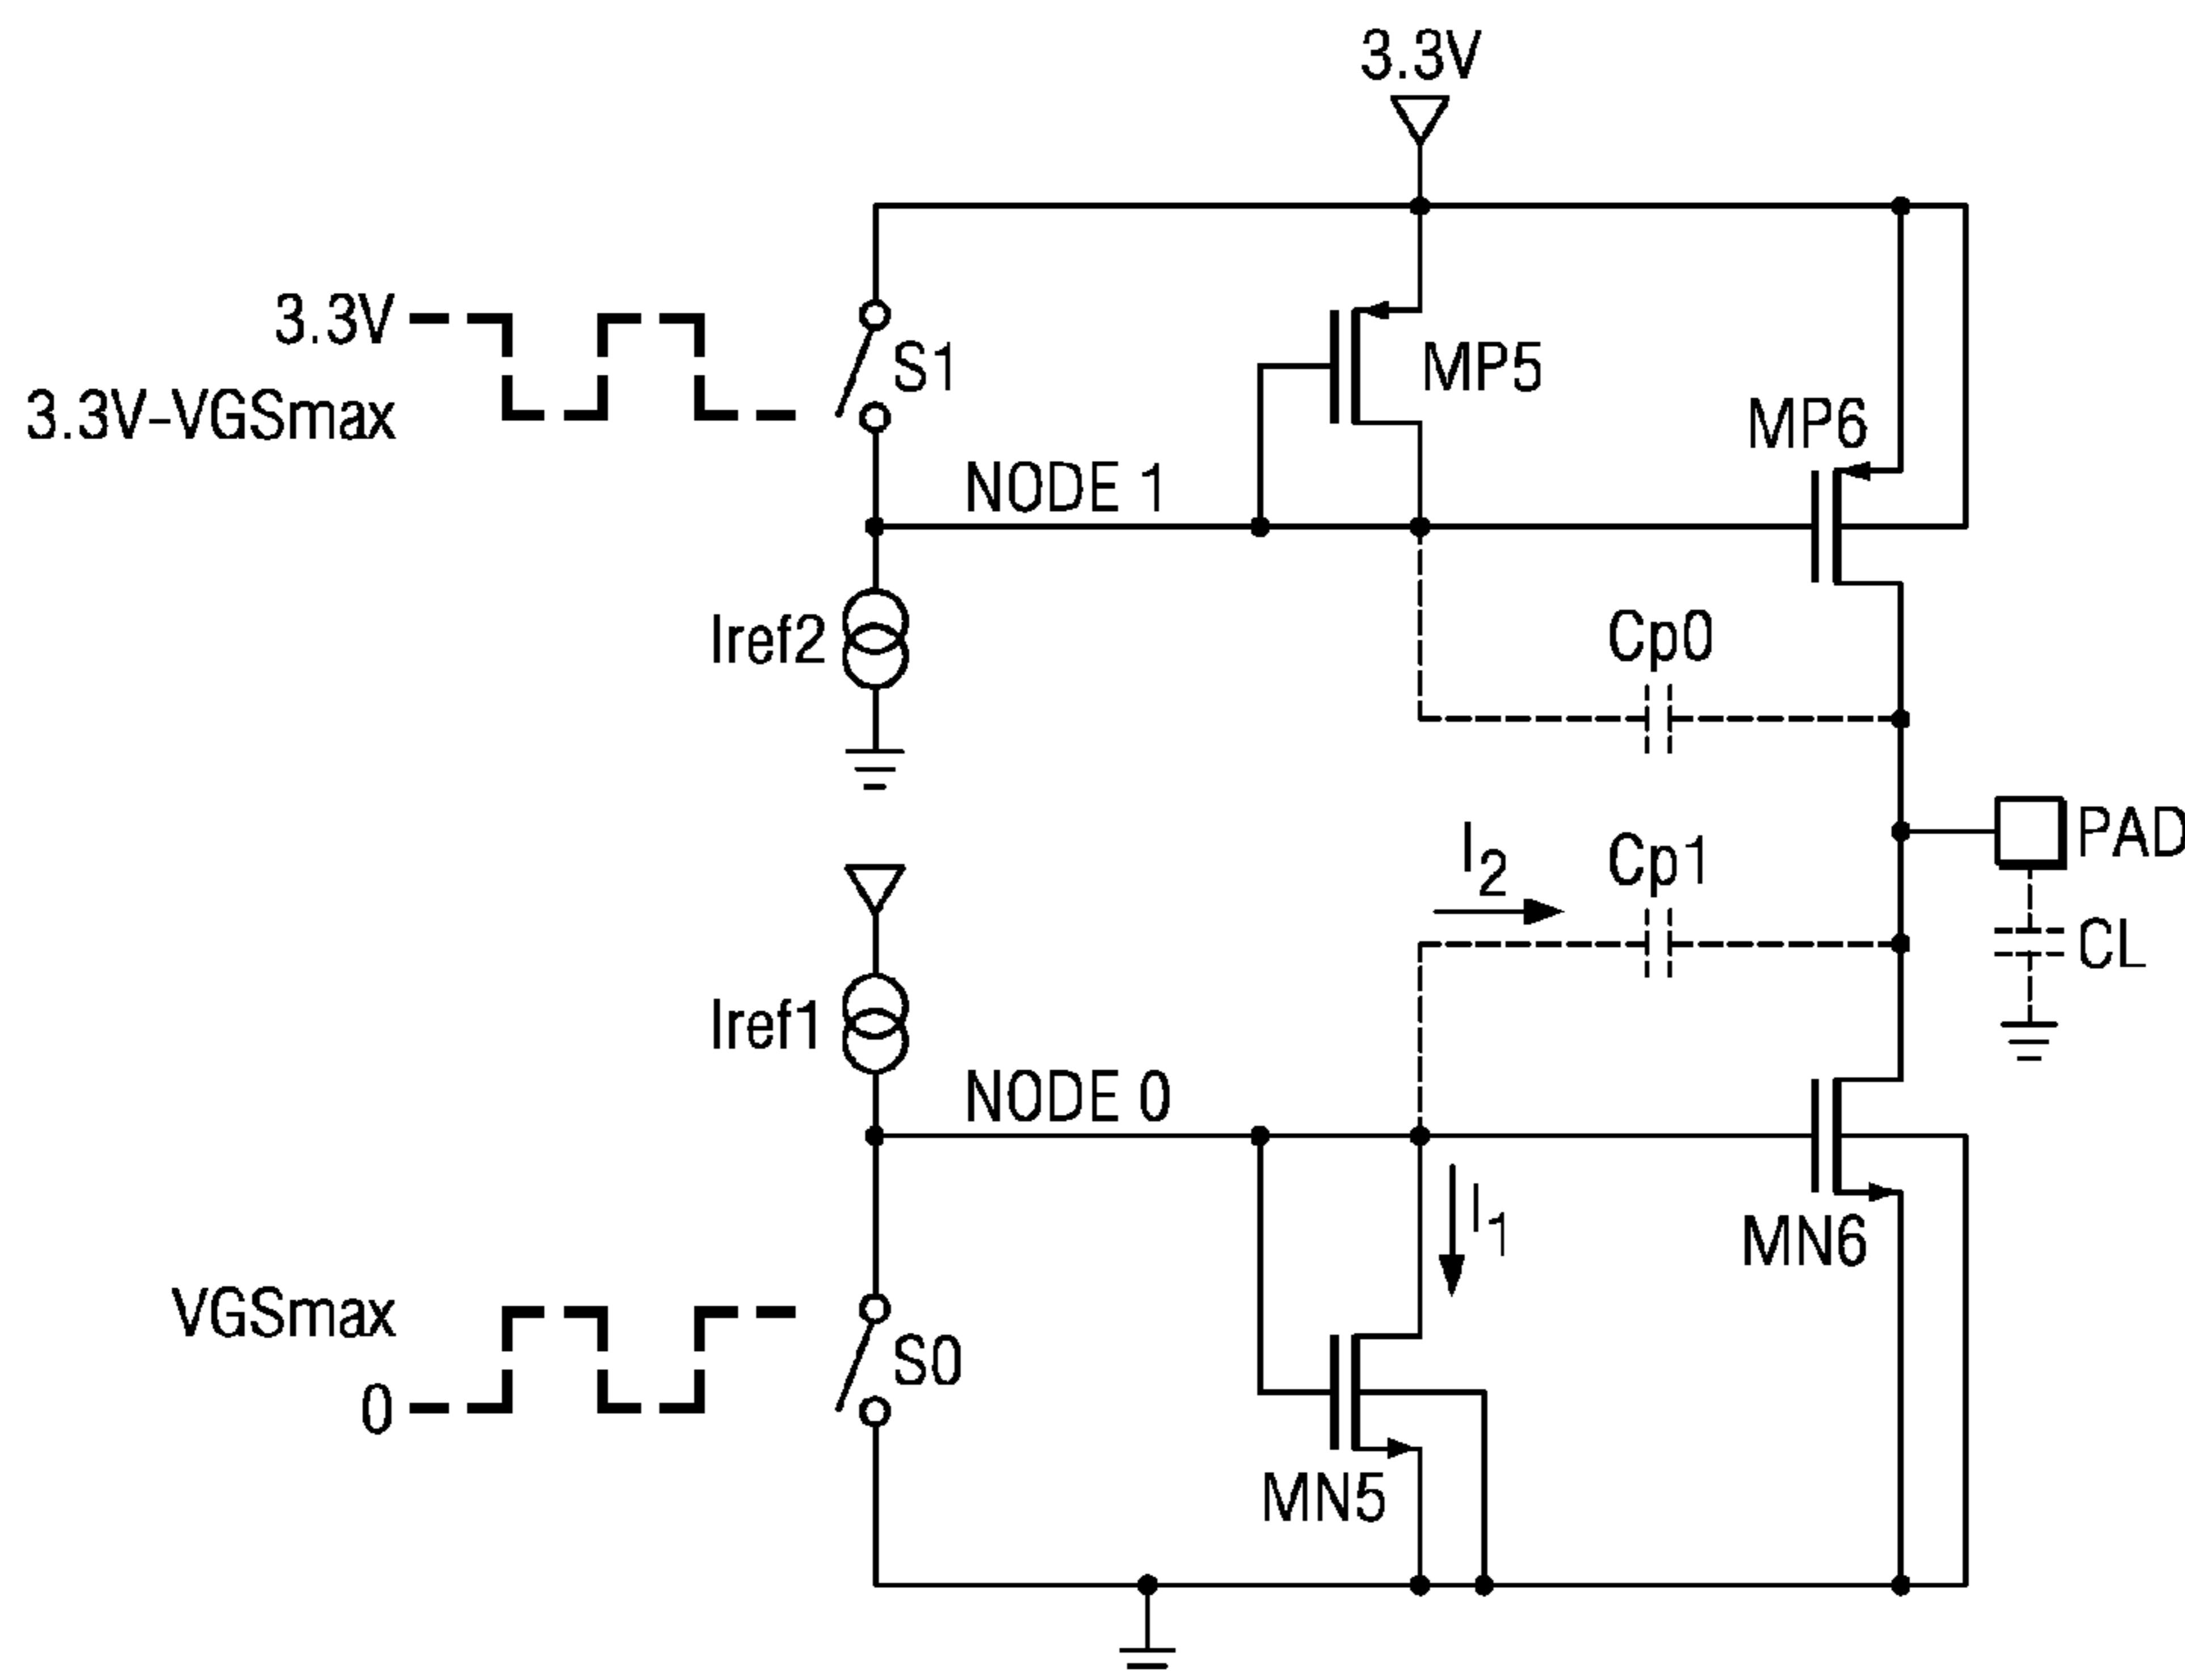 3.3V
3.3V
3.3V-VGSmax
S1
MP5
MP6
NODE 1
Iref2
Cp0
I2
Cp1
PAD
CL
Iref1
NODE 0
I1
MN6
VGSmax
0
S0
MN5